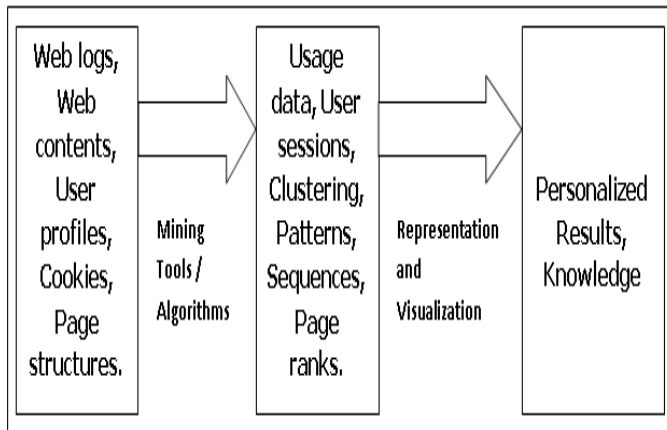 Web logs,
Web
contents,
User
profiles,
Cookies,
Page
structures.
Mining
Tools /
Algorithms
Usage
data, User
sessions,
Clustering,
Patterns,
Sequences,
Page
ranks.
Representation
and
Visualization
Personalized
Results,
Knowledge